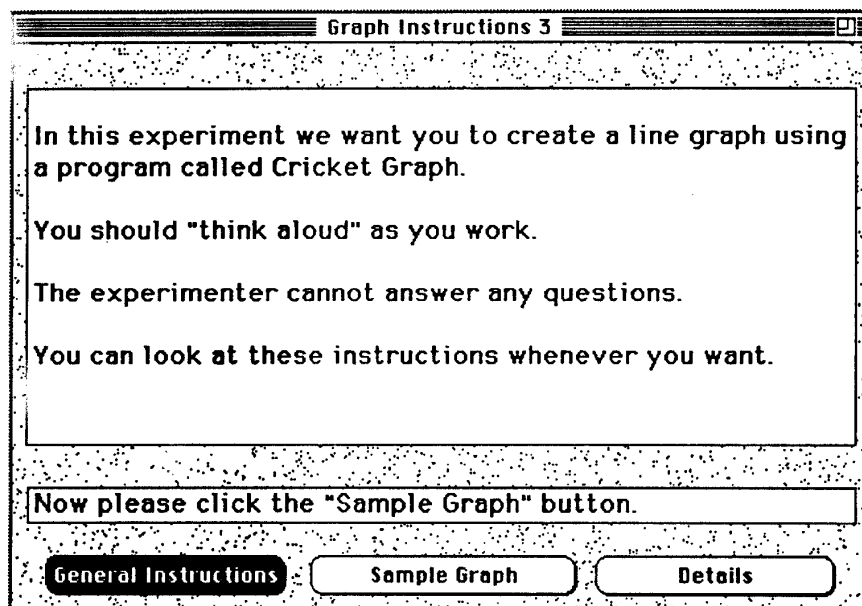 Graph Instructions 3
In this experiment we want you to create a line graph using
a program called Cricket Graph.
You should "think aloud" as you work.
The experimenter cannot answer any questions.
You can look at these instructions whenever you want.
Now please click the "Sample Graph" button.
General Instructions
Sample Graph
Details